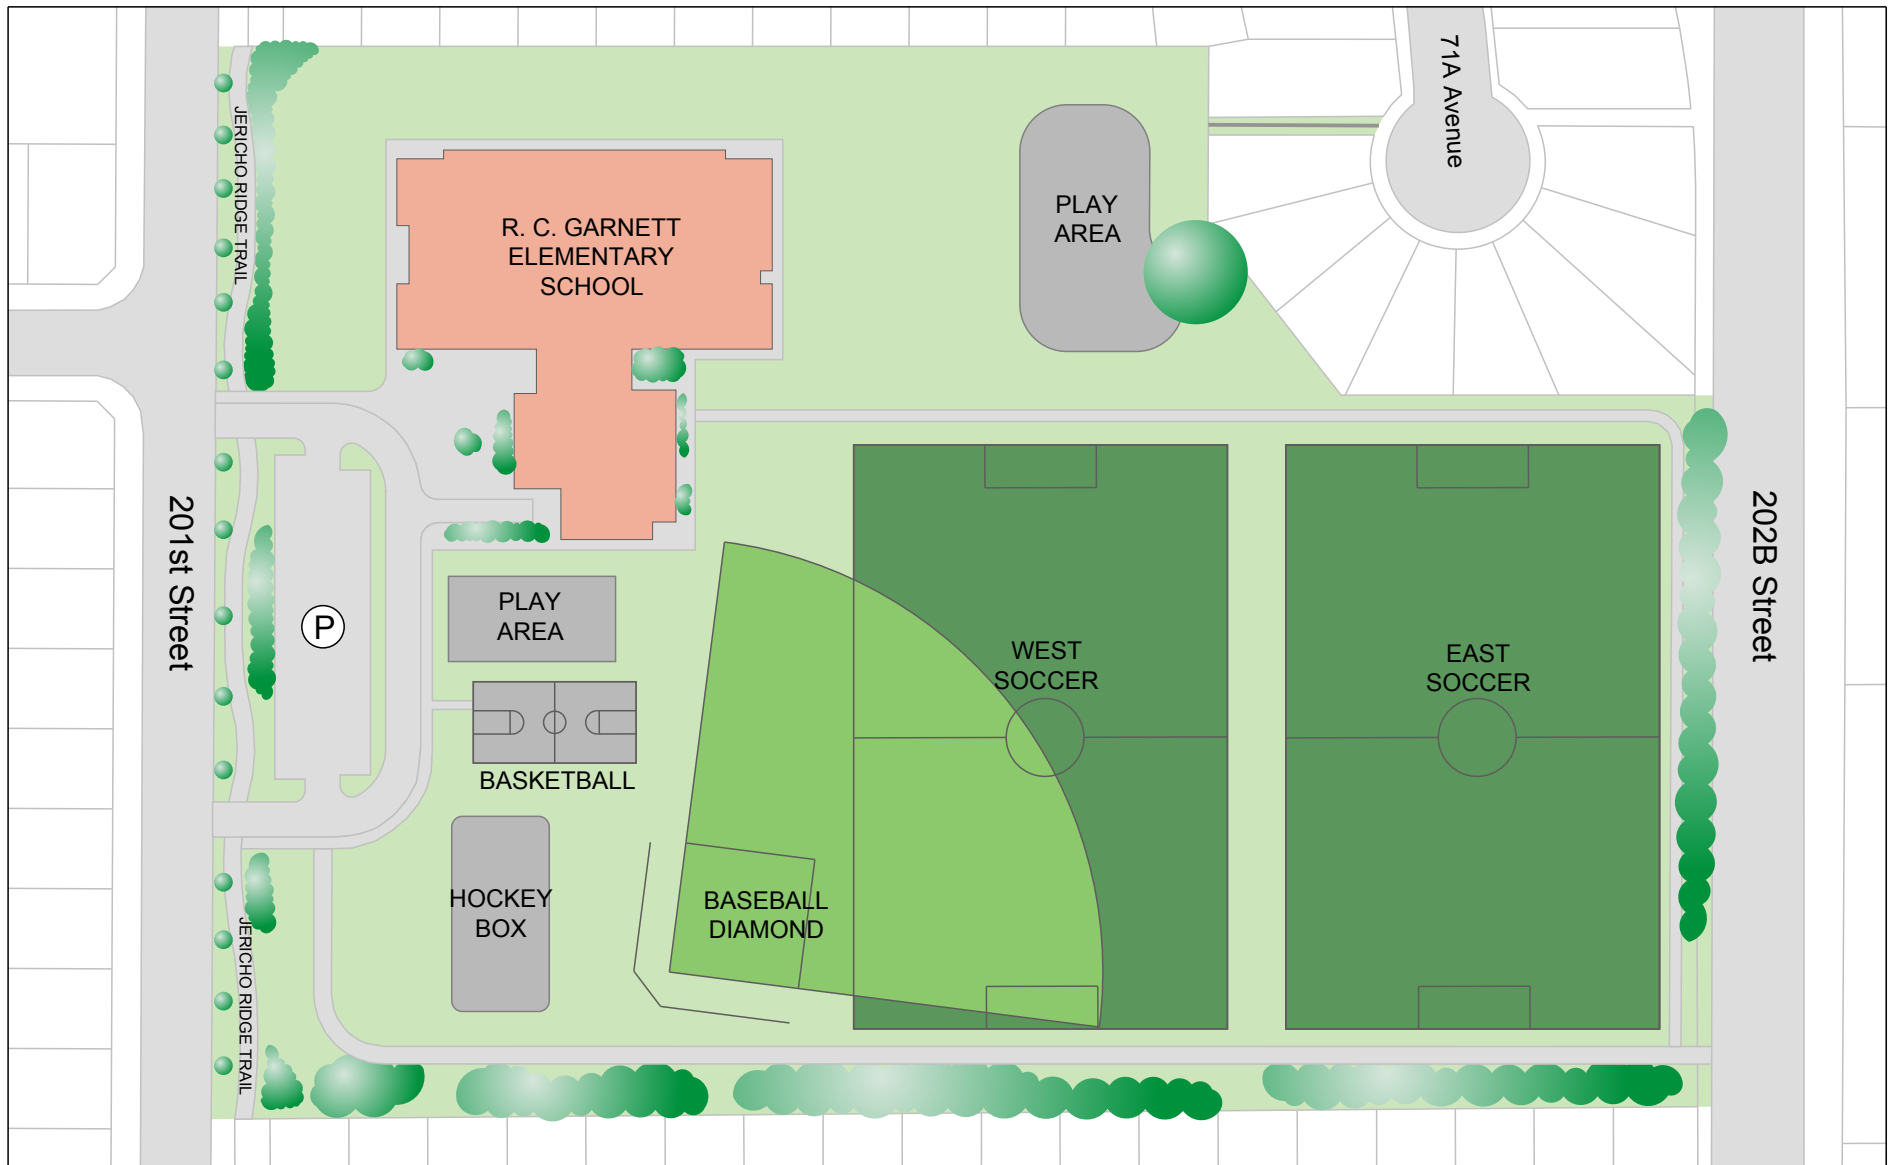 71A Avenue
JERICHO RIDGE TRAIL
R. C. GARNETT
ELEMENTARY
SCHOOL
PLAY
AREA
201st Street
202B Street
P
PLAY
AREA
WEST
SOCCER
EAST
SOCCER
BASKETBALL
HOCKEY
BOX
BASEBALL
DIAMOND
JERICHO RIDGE TRAIL